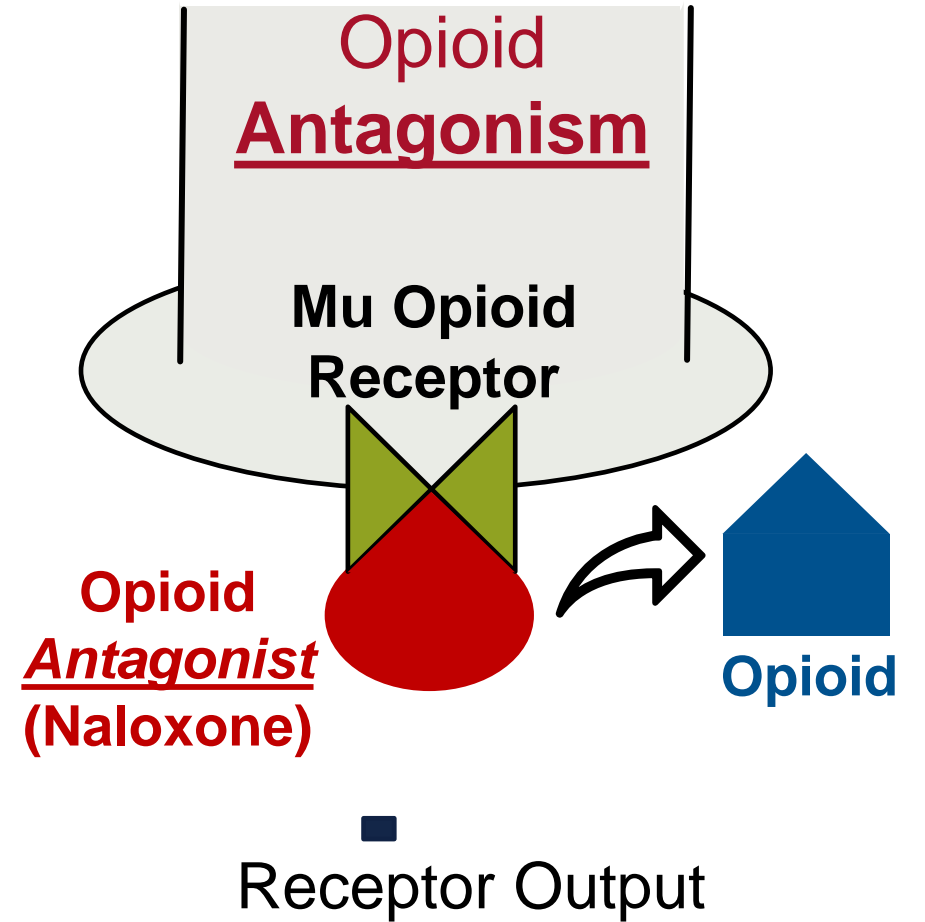 Opioid
Antagonism
Mu Opioid
Receptor
Opioid
Antagonist
(Naloxone)
Opioid
Receptor Output